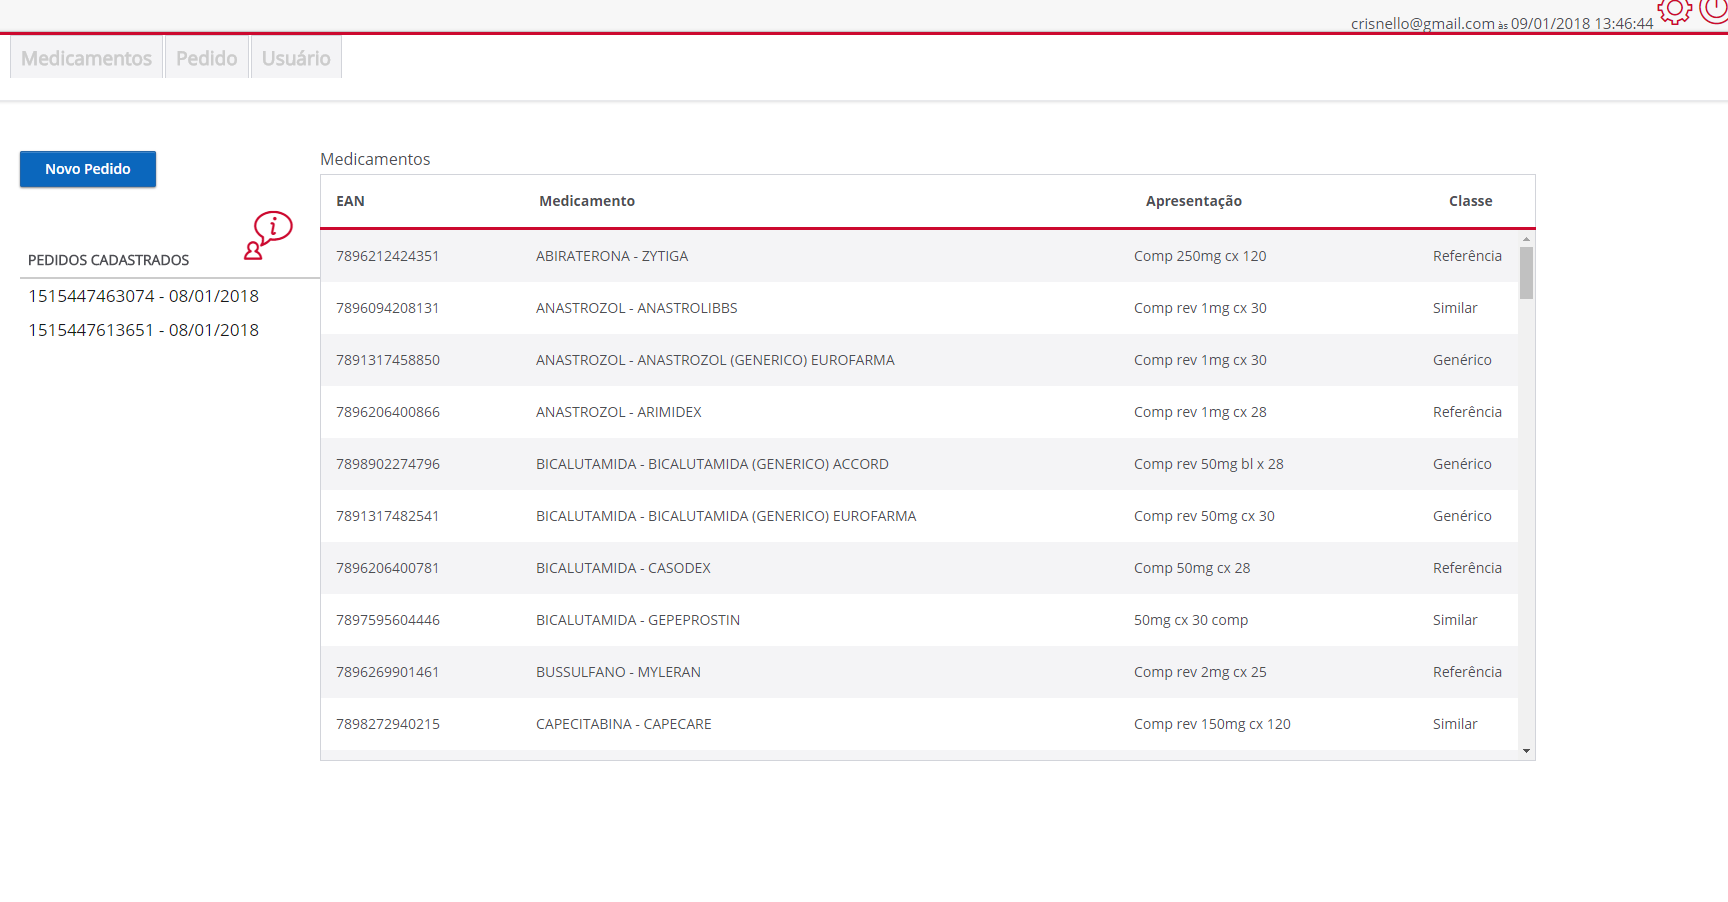 crisnello@gmail.com às 09/01/2018 13:46:44
Medicamentos Pedido Usuário
Novo Pedido
i
PEDIDOS CADASTRADOS
1515447463074 - 08/01/2018
1515447613651 - 08/01/2018
Medicamentos
EAN Medicamento Apresentação Classe
7896212424351 ABIRATERONA - ZYTIGA Comp 250mg cx 120 Referência
7896094208131 ANASTROZOL - ANASTROLIBBS Comp rev 1mg cx 30 Similar
7891317458850 ANASTROZOL - ANASTROZOL (GENERICO) EUROFARMA Comp rev 1mg cx 30 Genérico
7896206400866 ANASTROZOL - ARIMIDEX Comp rev 1mg cx 28 Referência
7898902274796 BICALUTAMIDA - BICALUTAMIDA (GENERICO) ACCORD Comp rev 50mg bl x 28 Genérico
7891317482541 BICALUTAMIDA - BICALUTAMIDA (GENERICO) EUROFARMA Comp rev 50mg cx 30 Genérico
7896206400781 BICALUTAMIDA - CASODEX Comp 50mg cx 28 Referência
7897595604446 BICALUTAMIDA - GEPEPROSTIN 50mg cx 30 comp Similar
7896269901461 BUSSULFANO - MYLERAN Comp rev 2mg cx 25 Referência
7898272940215 CAPECITABINA - CAPECARE Comp rev 150mg cx 120 Similar